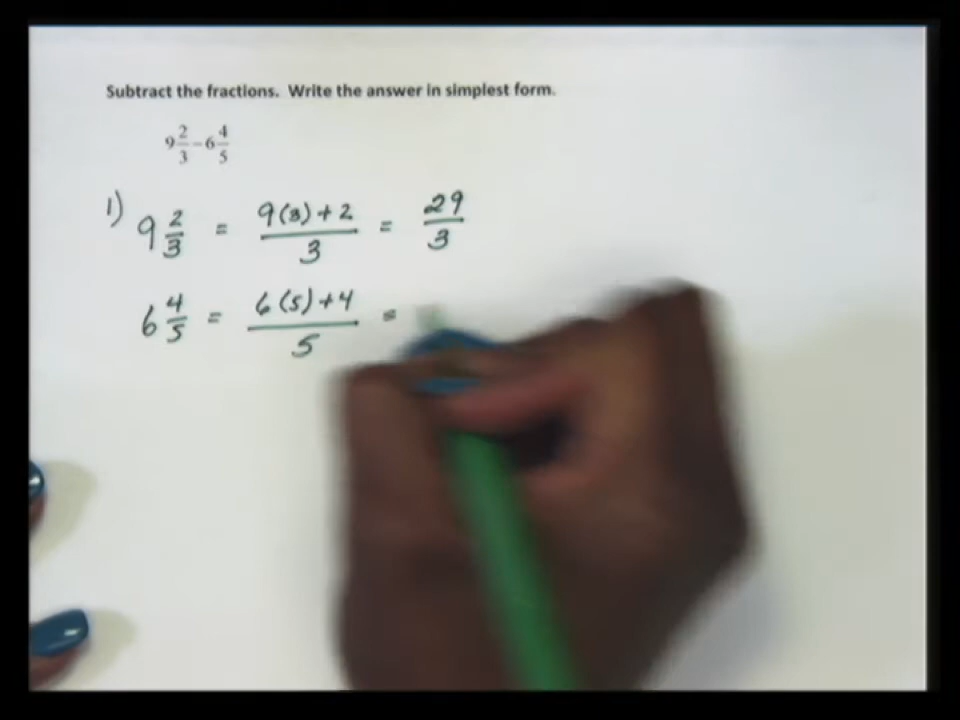 Subtract the fractions. Write the answer in simplest form.
9 2/3 - 6 4/5
1) 9 2/3 = (9(3)+2)/3 = 29/3
6 4/5 = (6(5)+4)/5 =